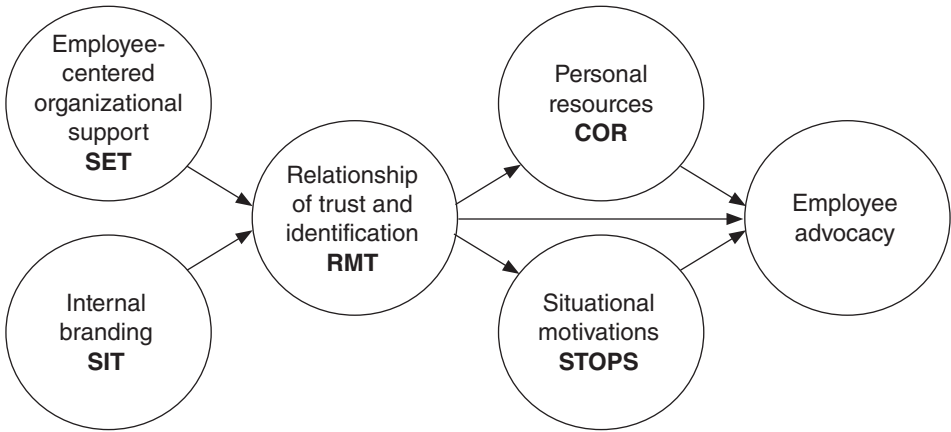 Employee-
centered
organizational
support
SET
Internal
branding
SIT
Relationship
of trust and
identification
RMT
Personal
resources
COR
Situational
motivations
STOPS
Employee
advocacy